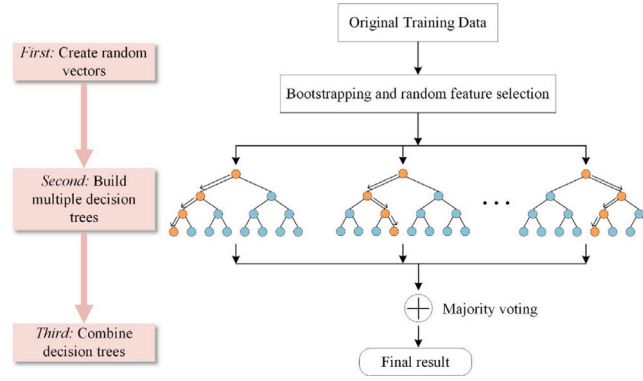 First: Create random
vectors
Second: Build
multiple decision
trees
Third: Combine
decision trees
Original Training Data
Bootstrapping and random feature selection
...
Majority voting
Final result